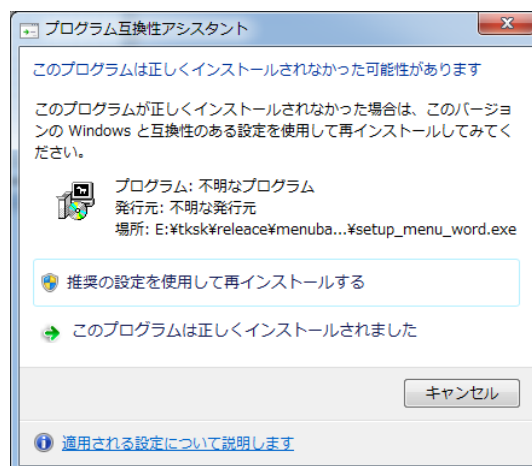 プログラム互換性アシスタント
このプログラムは正しくインストールされなかった可能性があります
このプログラムが正しくインストールされなかった場合は、このバージョ
ンの Windows と互換性のある設定を使用して再インストールしてみてく
ださい。
プログラム: 不明なプログラム
発行元: 不明な発行元
場所: E:¥tksk¥releace¥menuba...¥setup_menu_word.exe
推奨の設定を使用して再インストールする
このプログラムは正しくインストールされました
キャンセル
適用される設定について説明します